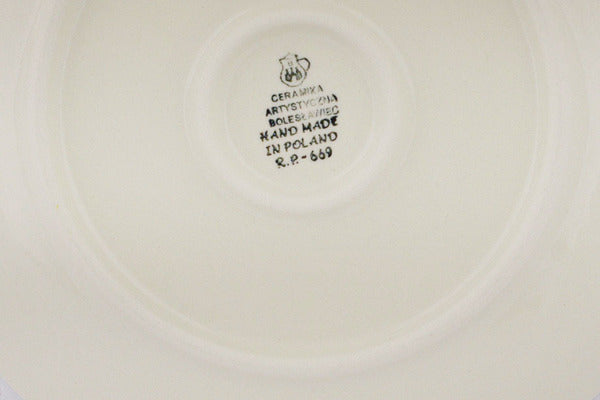 CERAMIKA
ARTYSTYCZNA
BOLESŁAWIEC
HAND MADE
IN POLAND
R.P.-669